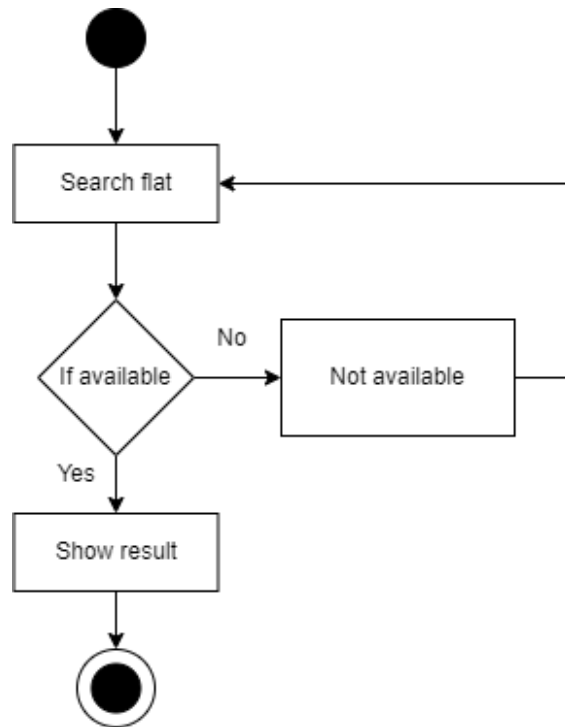 Search flat
If available
No
Not available
Yes
Show result